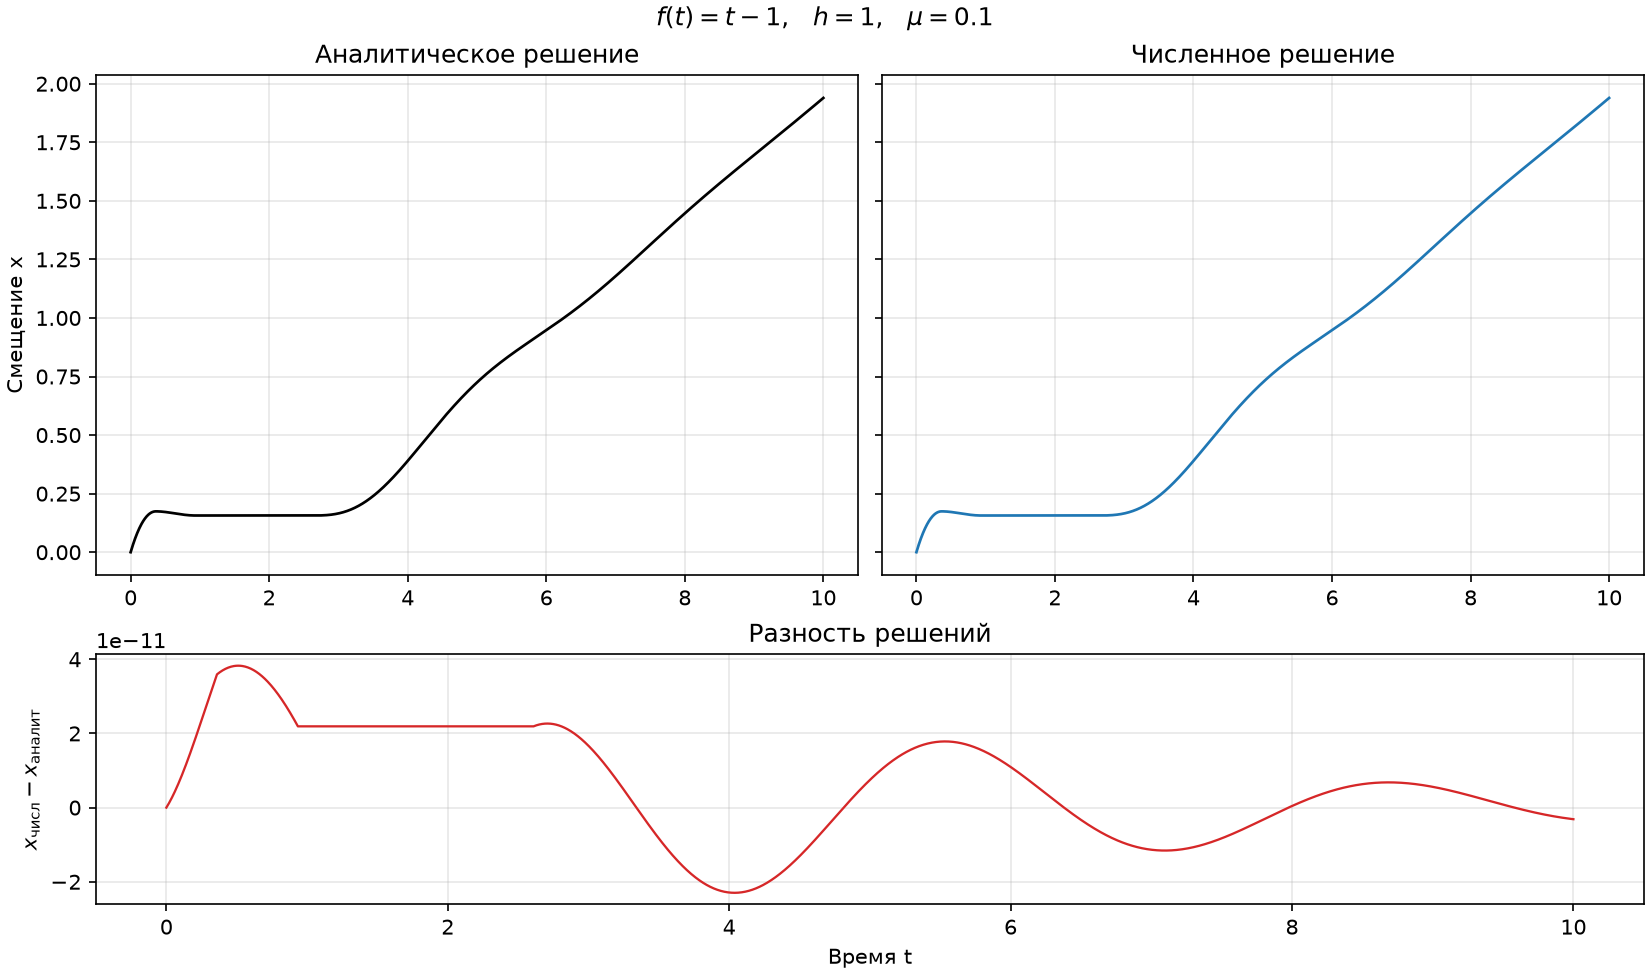 f(t) = t − 1,   h = 1,   μ = 0.1
Аналитическое решение
Численное решение
Смещение x
2.00
1.75
1.50
1.25
1.00
0.75
0.50
0.25
0.00
0 2 4 6 8 10
0 2 4 6 8 10
Разность решений
1e−11
xчисл − xаналит
4
2
0
−2
0 2 4 6 8 10
Время t